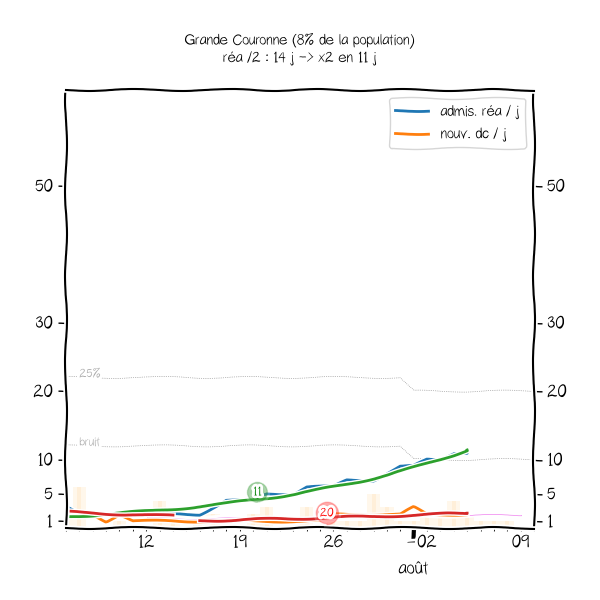 Grande Couronne (8% de la population)
réa /2 : 14 j -> x2 en 11 j
admis. réa / j
nouv. dc / j
50 50
30 30
25%
20 20
bruit
10 10
11
5 5
20
1 1
12 19 26 02 09
août